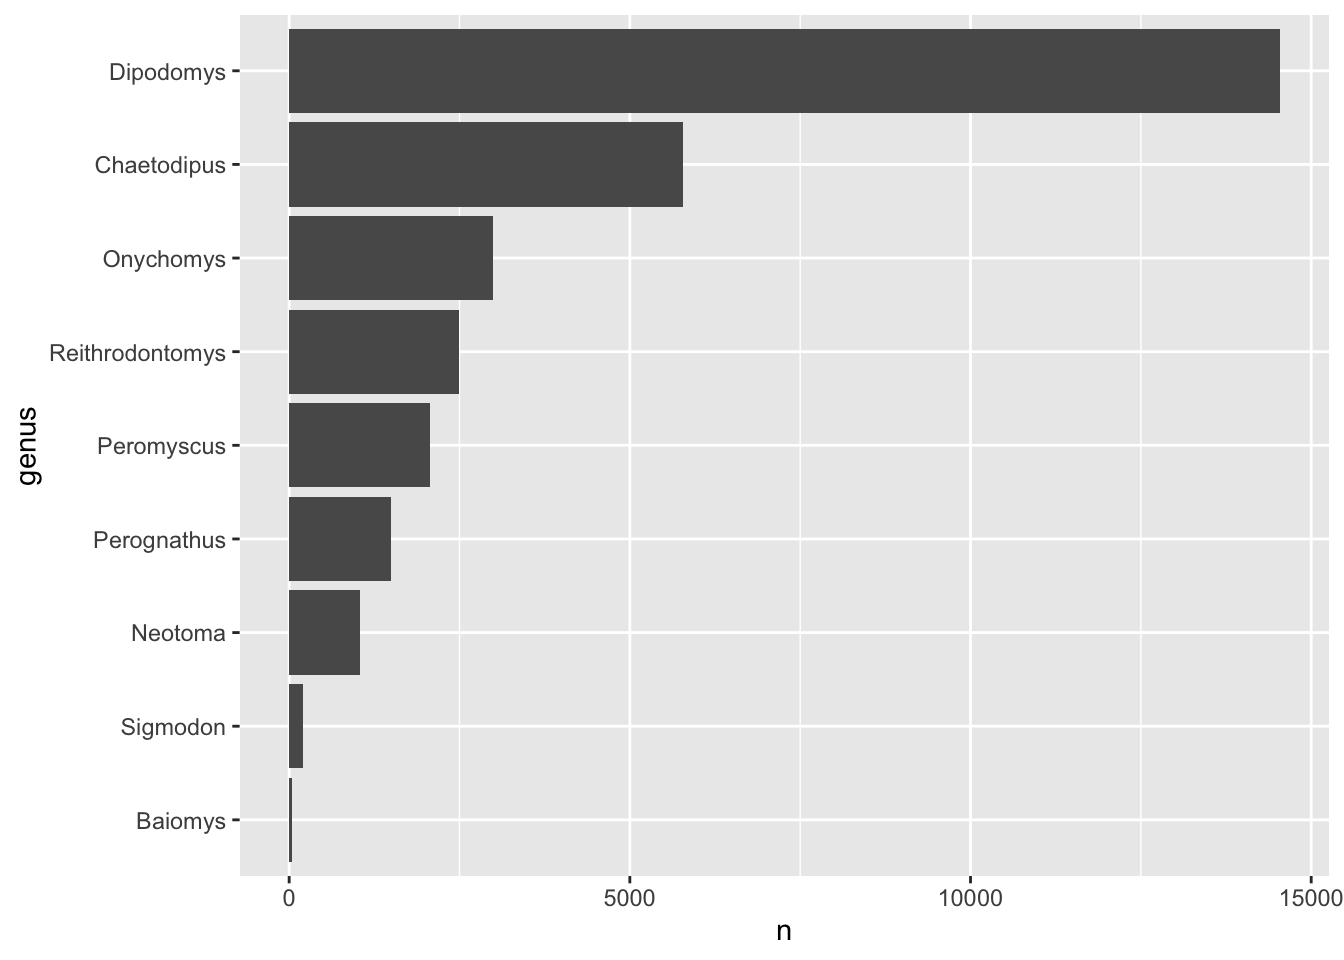 genus
Dipodomys
Chaetodipus
Onychomys
Reithrodontomys
Peromyscus
Perognathus
Neotoma
Sigmodon
Baiomys
0 5000 10000 15000
n